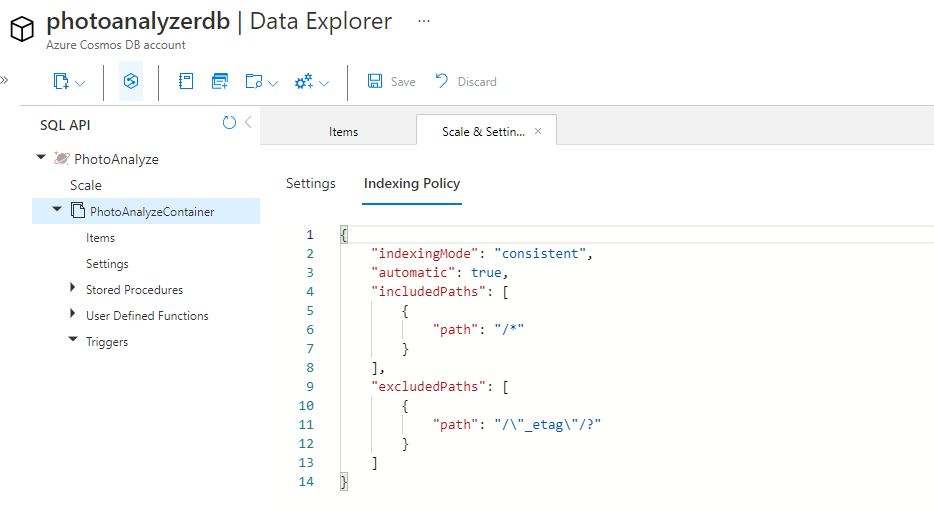 photoanalyzerdb | Data Explorer ...
Azure Cosmos DB account
Save Discard
SQL API
PhotoAnalyze
Scale
PhotoAnalyzeContainer
Items
Settings
Stored Procedures
User Defined Functions
Triggers
Items Scale & Settin...
Settings Indexing Policy
1 {
2 "indexingMode": "consistent",
3 "automatic": true,
4 "includedPaths": [
5 {
6 "path": "/*"
7 }
8 ],
9 "excludedPaths": [
10 {
11 "path": "/\"_etag\"/?"
12 }
13 ]
14 }